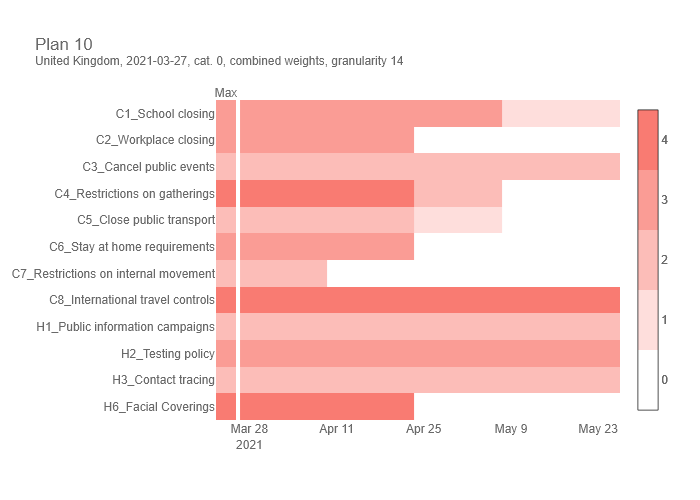 Plan 10
United Kingdom, 2021-03-27, cat. 0, combined weights, granularity 14
Max
C1_School closing
C2_Workplace closing
C3_Cancel public events
C4_Restrictions on gatherings
C5_Close public transport
C6_Stay at home requirements
C7_Restrictions on internal movement
C8_International travel controls
H1_Public information campaigns
H2_Testing policy
H3_Contact tracing
H6_Facial Coverings
Mar 28 Apr 11 Apr 25 May 9 May 23
2021
4
3
2
1
0